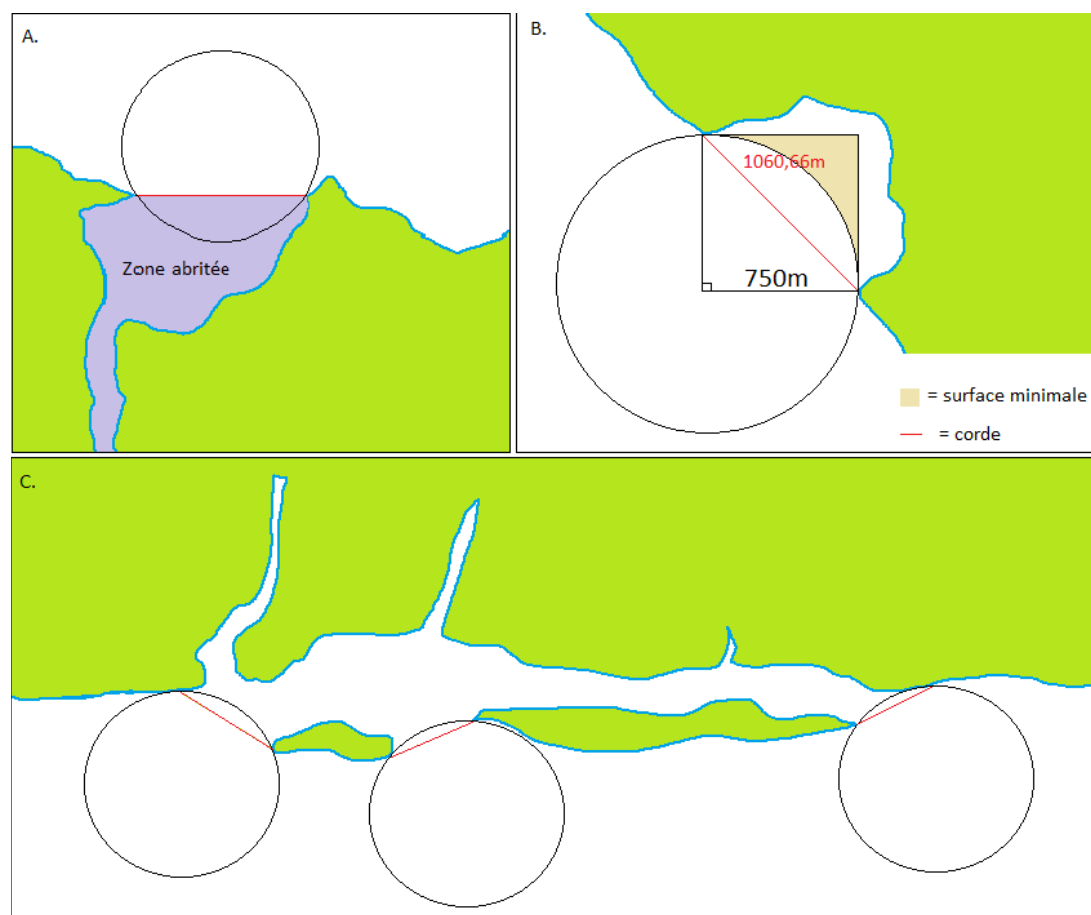 A.
Zone abritée
B.
1060,66m
750m
= surface minimale
= corde
C.